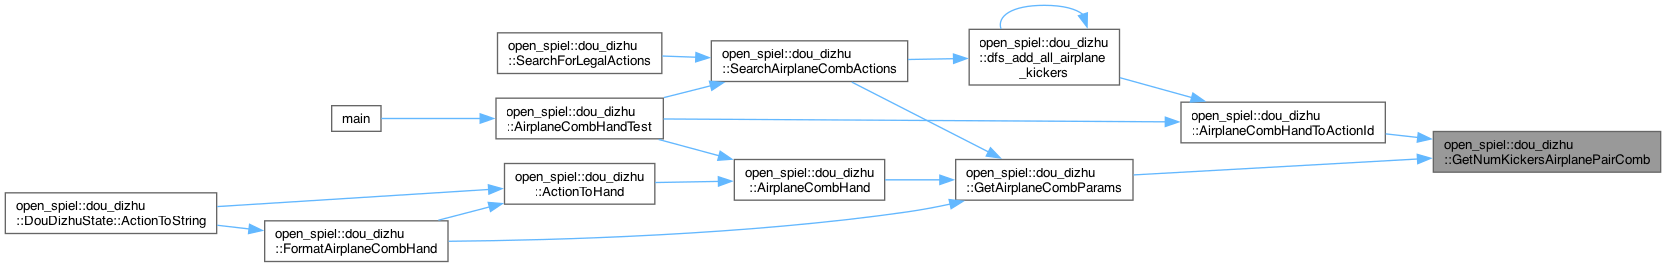 open_spiel::dou_dizhu
::DouDizhuState::ActionToString
main
open_spiel::dou_dizhu
::SearchForLegalActions
open_spiel::dou_dizhu
::AirplaneCombHandTest
open_spiel::dou_dizhu
::ActionToHand
open_spiel::dou_dizhu
::FormatAirplaneCombHand
open_spiel::dou_dizhu
::SearchAirplaneCombActions
open_spiel::dou_dizhu
::AirplaneCombHand
open_spiel::dou_dizhu
::dfs_add_all_airplane
_kickers
open_spiel::dou_dizhu
::GetAirplaneCombParams
open_spiel::dou_dizhu
::AirplaneCombHandToActionId
open_spiel::dou_dizhu
::GetNumKickersAirplanePairComb